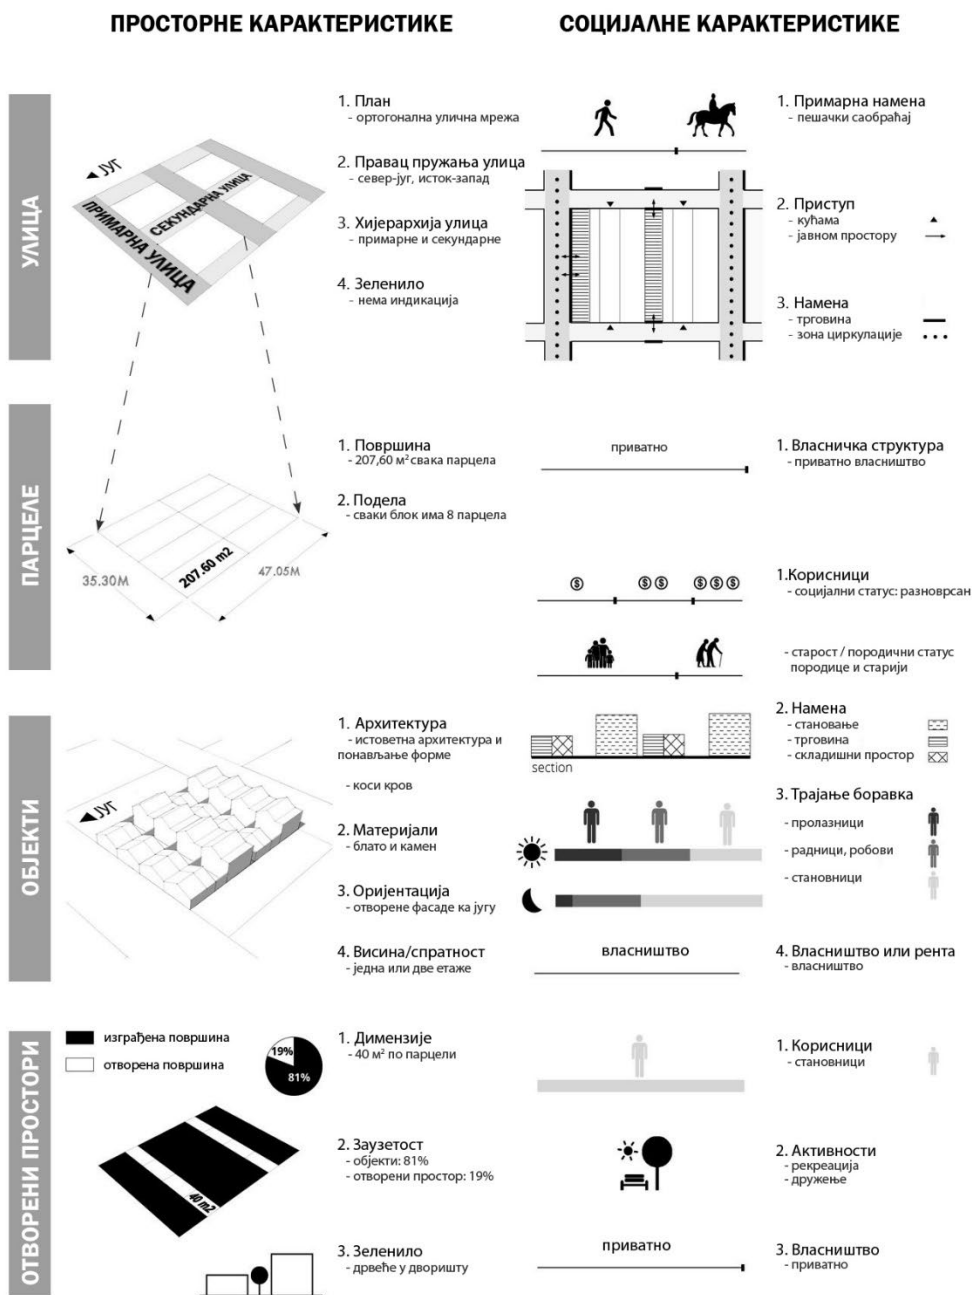 ПРОСТОРНЕ КАРАКТЕРИСТИКЕ
СОЦИЈАЛНЕ КАРАКТЕРИСТИКЕ
УЛИЦА
ЈУГ
ПРИМАРНА УЛИЦА
СЕКУНДАРНА УЛИЦА
1. План
- ортогонална улична мрежа
2. Правац пружања улица
- север-југ, исток-запад
3. Хијерархија улица
- примарне и секундарне
4. Зеленило
- нема индикација
1. Примарна намена
- пешачки саобраћај
2. Приступ
- кућама
- јавном простору
3. Намена
- трговина
- зона циркулације
ПАРЦЕЛЕ
35.30M
207.60 m2
47.05M
1. Површина
- 207,60 м² свака парцела
2. Подела
- сваки блок има 8 парцела
приватно
1. Власничка структура
- приватно власништво
$ $ $ $ $ $
1.Корисници
- социјални статус: разноврсан
- старост / породични статус
породице и старији
ОБЈЕКТИ
ЈУГ
1. Архитектура
- истоветна архитектура и
понављање форме
- коси кров
2. Материјали
- блато и камен
3. Оријентација
- отворене фасаде ка југу
4. Висина/спратност
- једна или две етаже
section
2. Намена
- становање
- трговина
- складишни простор
3. Трајање боравка
- пролазници
- радници, робови
- становници
власништво
4. Власништво или рента
- власништво
ОТВОРЕНИ ПРОСТОРИ
изграђена површина
отворена површина
19%
81%
40 m2
1. Димензије
- 40 м² по парцели
2. Заузетост
- објекти: 81%
- отворени простор: 19%
3. Зеленило
- дрвеће у дворишту
1. Корисници
- становници
2. Активности
- рекреација
- дружење
приватно
3. Власништво
- приватно